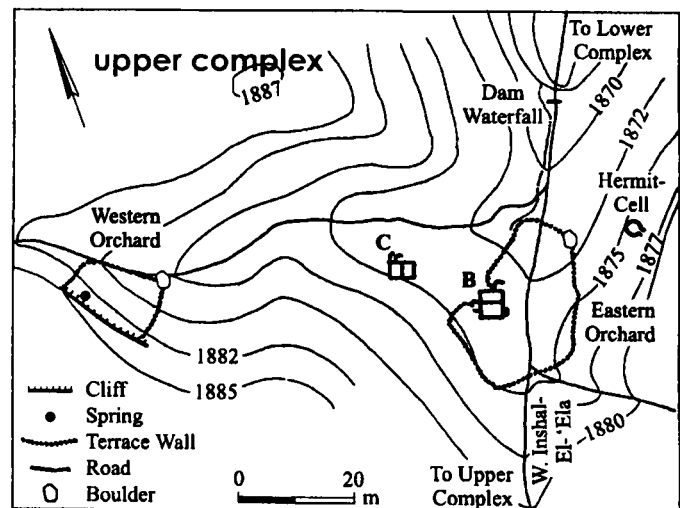 upper complex
1887
To Lower
Complex
Dam
Waterfall
1870
1872
Hermit-
Cell
Western
Orchard
C
B
1875
1877
Eastern
Orchard
1882
1885
1880
W. Inshal-
El-'Ela
Cliff
Spring
Terrace Wall
Road
Boulder
0
20
m
To Upper
Complex